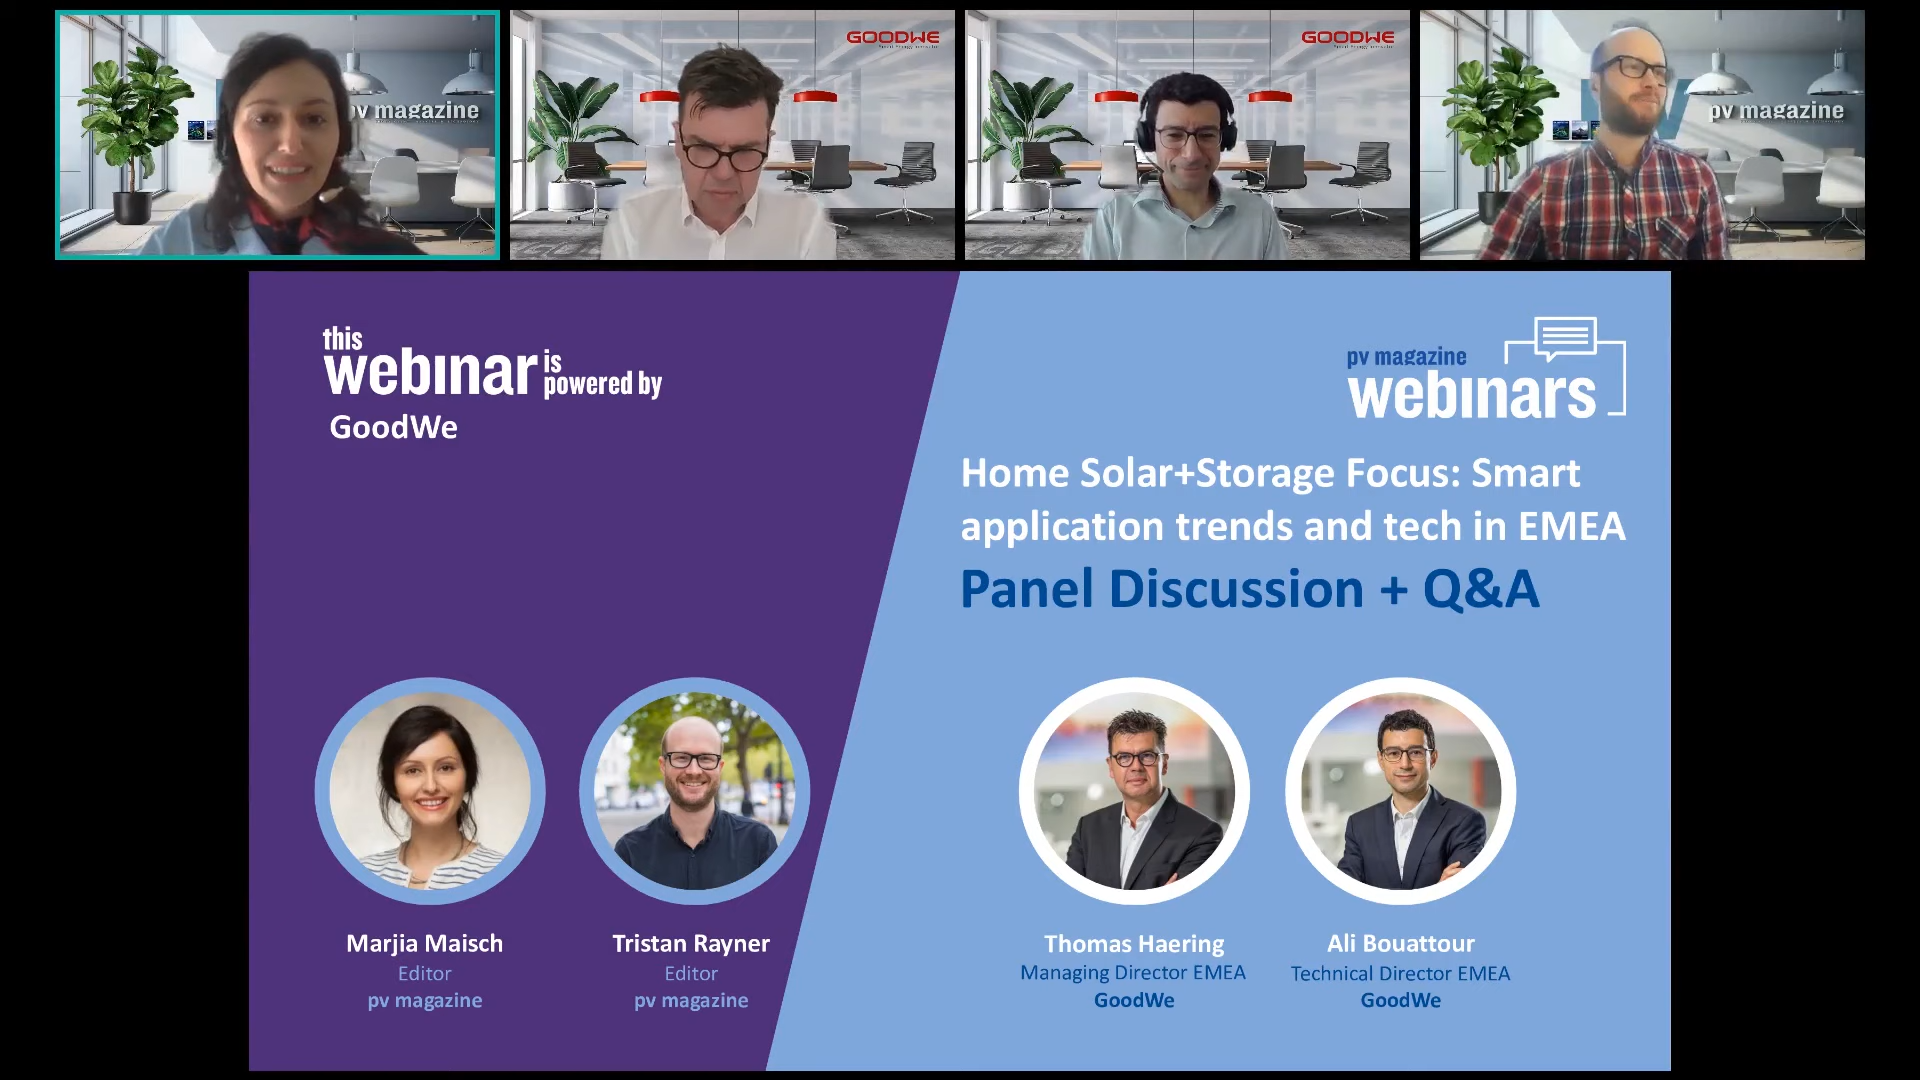 pv magazine
GOODWE
GOODWE
pv magazine
this
webinar is
powered by
GoodWe
pv magazine
webinars
Home Solar+Storage Focus: Smart
application trends and tech in EMEA
Panel Discussion + Q&A
Marjia Maisch
Editor
pv magazine
Tristan Rayner
Editor
pv magazine
Thomas Haering
Managing Director EMEA
GoodWe
Ali Bouattour
Technical Director EMEA
GoodWe